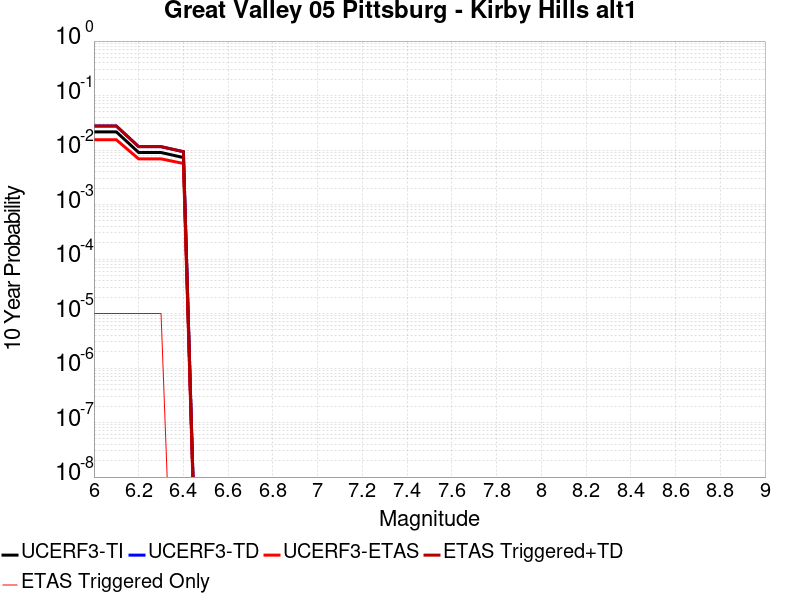 Great Valley 05 Pittsburg - Kirby Hills alt1
10^0
10^-1
10^-2
10^-3
10^-4
10^-5
10^-6
10^-7
10^-8
10 Year Probability
6 6.2 6.4 6.6 6.8 7 7.2 7.4 7.6 7.8 8 8.2 8.4 8.6 8.8 9
Magnitude
UCERF3-TI UCERF3-TD UCERF3-ETAS ETAS Triggered+TD
ETAS Triggered Only